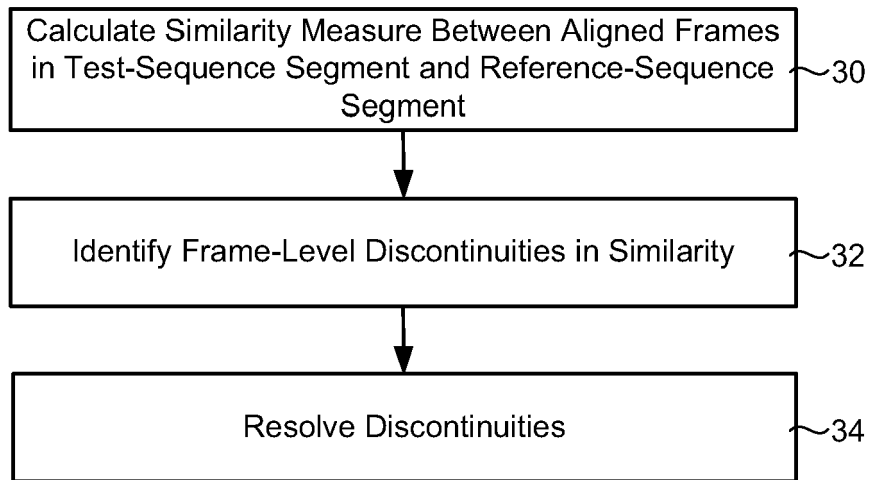 Calculate Similarity Measure Between Aligned Frames
in Test-Sequence Segment and Reference-Sequence
Segment
30
Identify Frame-Level Discontinuities in Similarity
32
Resolve Discontinuities
34